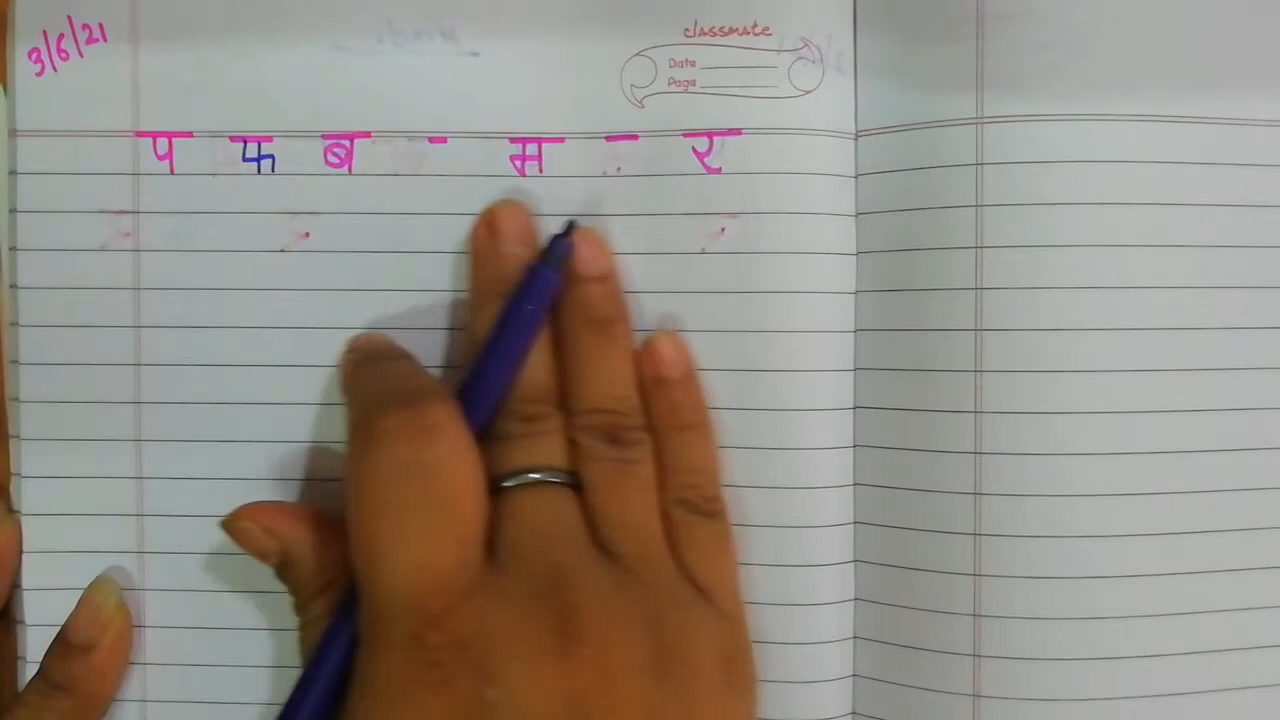 3/6/21
classmate
Date
Page
प फ ब - म - र